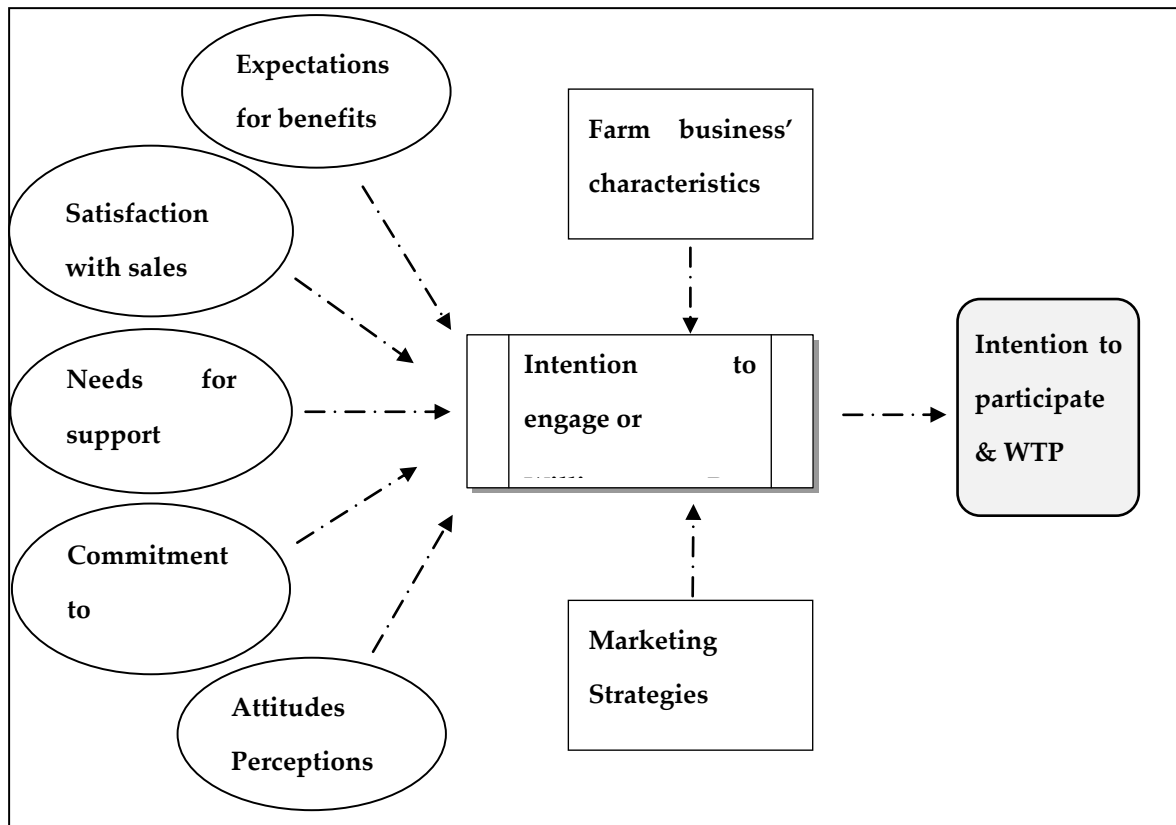 Expectations
for benefits
Farm business’
characteristics
Satisfaction
with sales
Needs for
support
Intention to
engage or
Intention to
participate
& WTP
Commitment
to
Marketing
Strategies
Attitudes
Perceptions